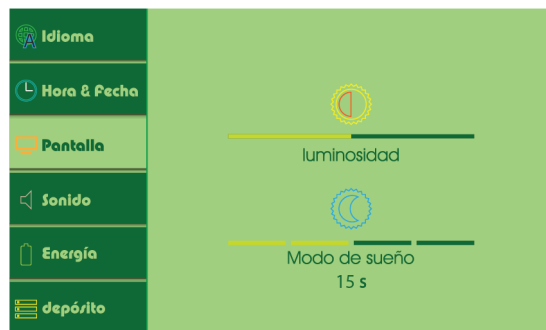 Idioma
Hora & Fecha
Pantalla
Sonido
Energía
depósito
luminosidad
Modo de sueño
15 s